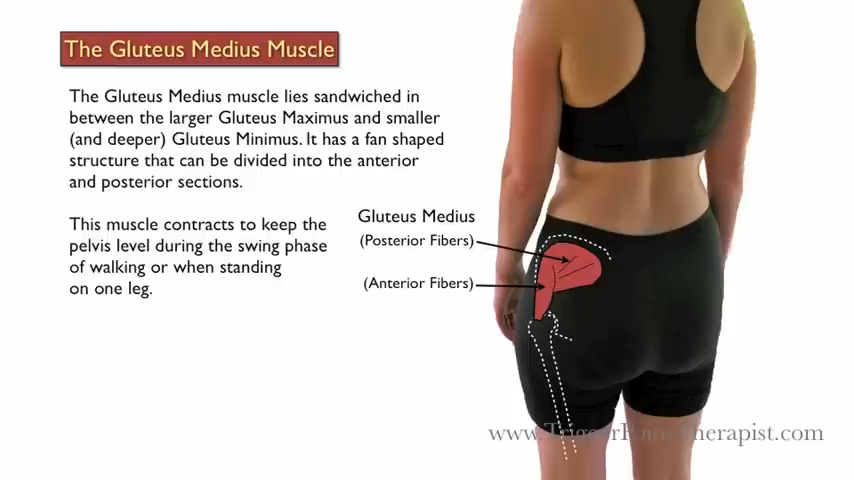 The Gluteus Medius Muscle
The Gluteus Medius muscle lies sandwiched in
between the larger Gluteus Maximus and smaller
(and deeper) Gluteus Minimus. It has a fan shaped
structure that can be divided into the anterior
and posterior sections.
This muscle contracts to keep the
pelvis level during the swing phase
of walking or when standing
on one leg.
Gluteus Medius
(Posterior Fibers)
(Anterior Fibers)
www.TriggerPointTherapist.com